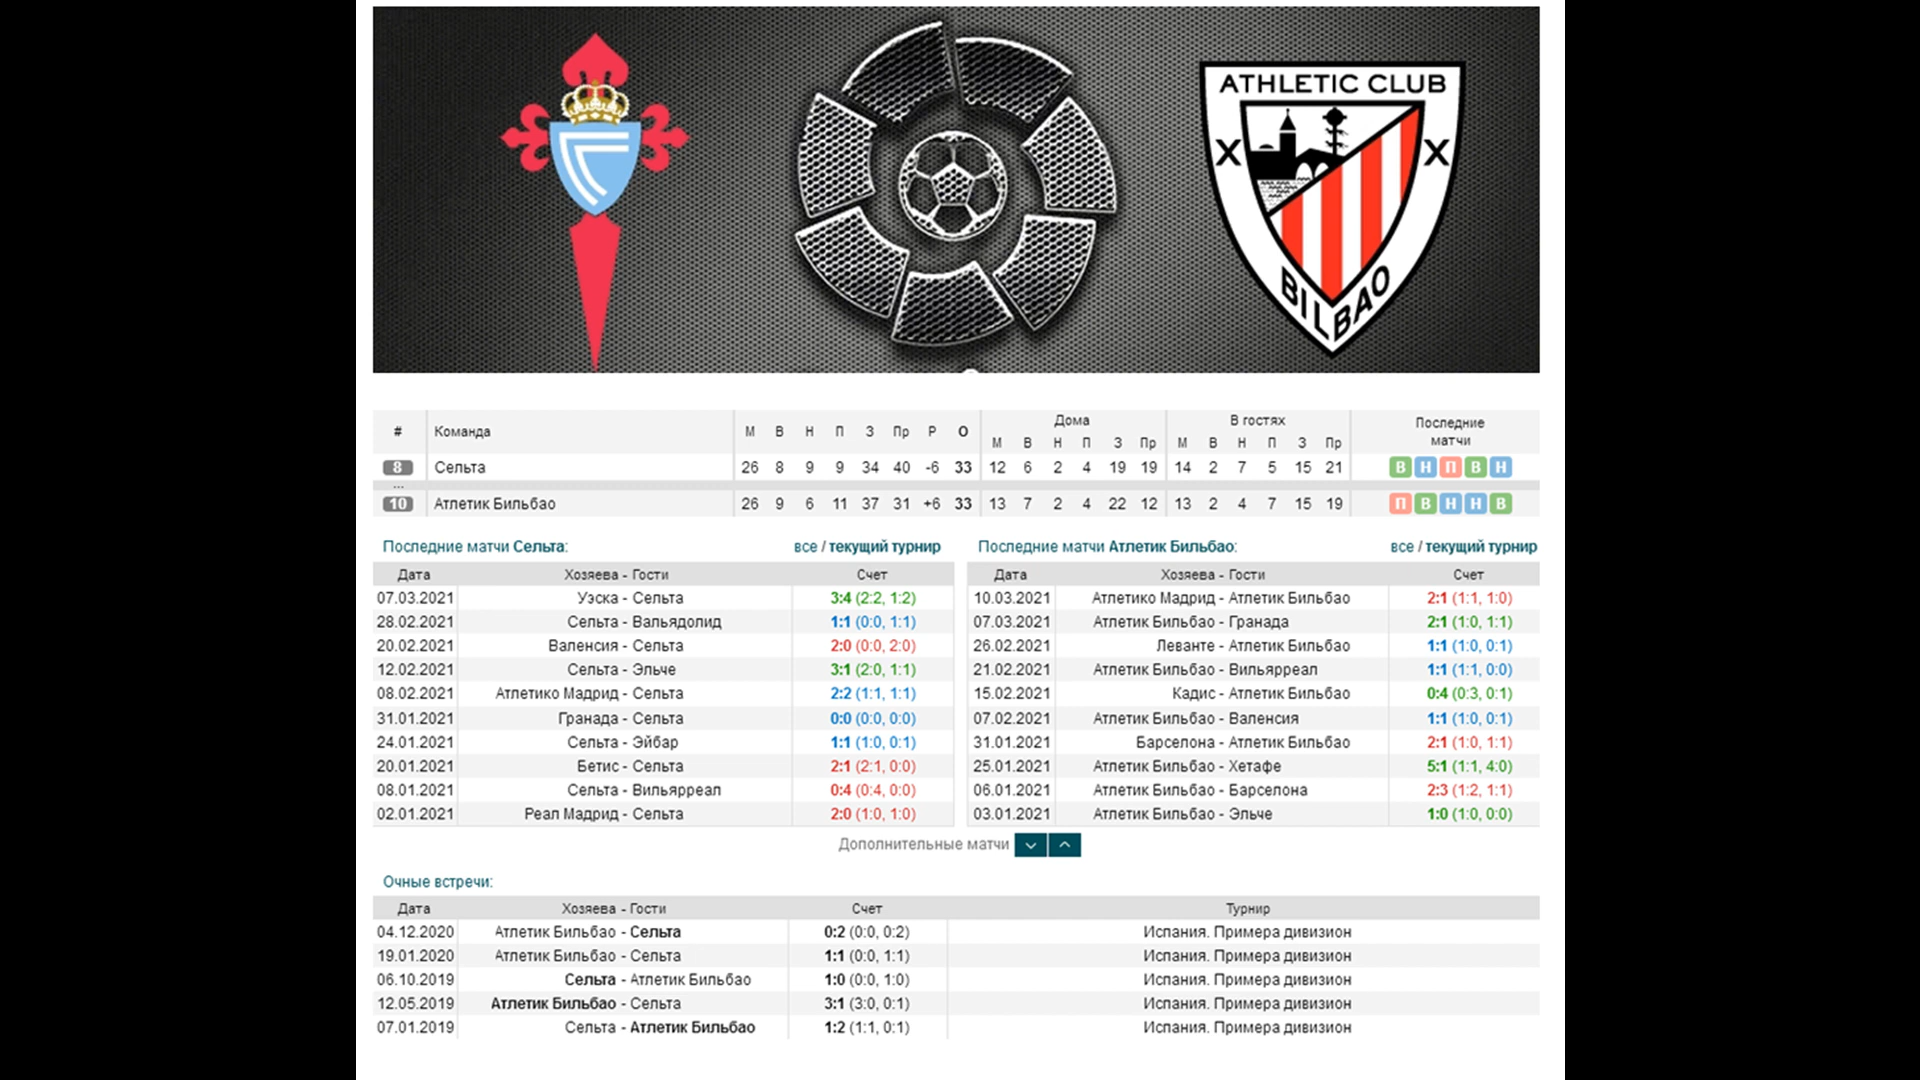 ATHLETIC CLUB
X X
BILBAO
Дома В гостях Последние матчи
# Команда М В Н П З Пр Р О М В Н П З Пр М В Н П З Пр
8 Сельта 26 8 9 9 34 40 -6 33 12 6 2 4 19 19 14 2 7 5 15 21 В Н П В Н
...
10 Атлетик Бильбао 26 9 6 11 37 31 +6 33 13 7 2 4 22 12 13 2 4 7 15 19 П В Н Н В
Последние матчи Сельта: все / текущий турнир
Дата Хозяева - Гости Счет
07.03.2021 Уэска - Сельта 3:4 (2:2, 1:2)
28.02.2021 Сельта - Вальядолид 1:1 (0:0, 1:1)
20.02.2021 Валенсия - Сельта 2:0 (0:0, 2:0)
12.02.2021 Сельта - Эльче 3:1 (2:0, 1:1)
08.02.2021 Атлетико Мадрид - Сельта 2:2 (1:1, 1:1)
31.01.2021 Гранада - Сельта 0:0 (0:0, 0:0)
24.01.2021 Сельта - Эйбар 1:1 (1:0, 0:1)
20.01.2021 Бетис - Сельта 2:1 (2:1, 0:0)
08.01.2021 Сельта - Вильярреал 0:4 (0:4, 0:0)
02.01.2021 Реал Мадрид - Сельта 2:0 (1:0, 1:0)
Последние матчи Атлетик Бильбао: все / текущий турнир
Дата Хозяева - Гости Счет
10.03.2021 Атлетико Мадрид - Атлетик Бильбао 2:1 (1:1, 1:0)
07.03.2021 Атлетик Бильбао - Гранада 2:1 (1:0, 1:1)
26.02.2021 Леванте - Атлетик Бильбао 1:1 (1:0, 0:1)
21.02.2021 Атлетик Бильбао - Вильярреал 1:1 (1:1, 0:0)
15.02.2021 Кадис - Атлетик Бильбао 0:4 (0:3, 0:1)
07.02.2021 Атлетик Бильбао - Валенсия 1:1 (1:0, 0:1)
31.01.2021 Барселона - Атлетик Бильбао 2:1 (1:0, 1:1)
25.01.2021 Атлетик Бильбао - Хетафе 5:1 (1:1, 4:0)
06.01.2021 Атлетик Бильбао - Барселона 2:3 (1:2, 1:1)
03.01.2021 Атлетик Бильбао - Эльче 1:0 (1:0, 0:0)
Дополнительные матчи
Очные встречи:
Дата Хозяева - Гости Счет Турнир
04.12.2020 Атлетик Бильбао - Сельта 0:2 (0:0, 0:2) Испания. Примера дивизион
19.01.2020 Атлетик Бильбао - Сельта 1:1 (0:0, 1:1) Испания. Примера дивизион
06.10.2019 Сельта - Атлетик Бильбао 1:0 (0:0, 1:0) Испания. Примера дивизион
12.05.2019 Атлетик Бильбао - Сельта 3:1 (3:0, 0:1) Испания. Примера дивизион
07.01.2019 Сельта - Атлетик Бильбао 1:2 (1:1, 0:1) Испания. Примера дивизион